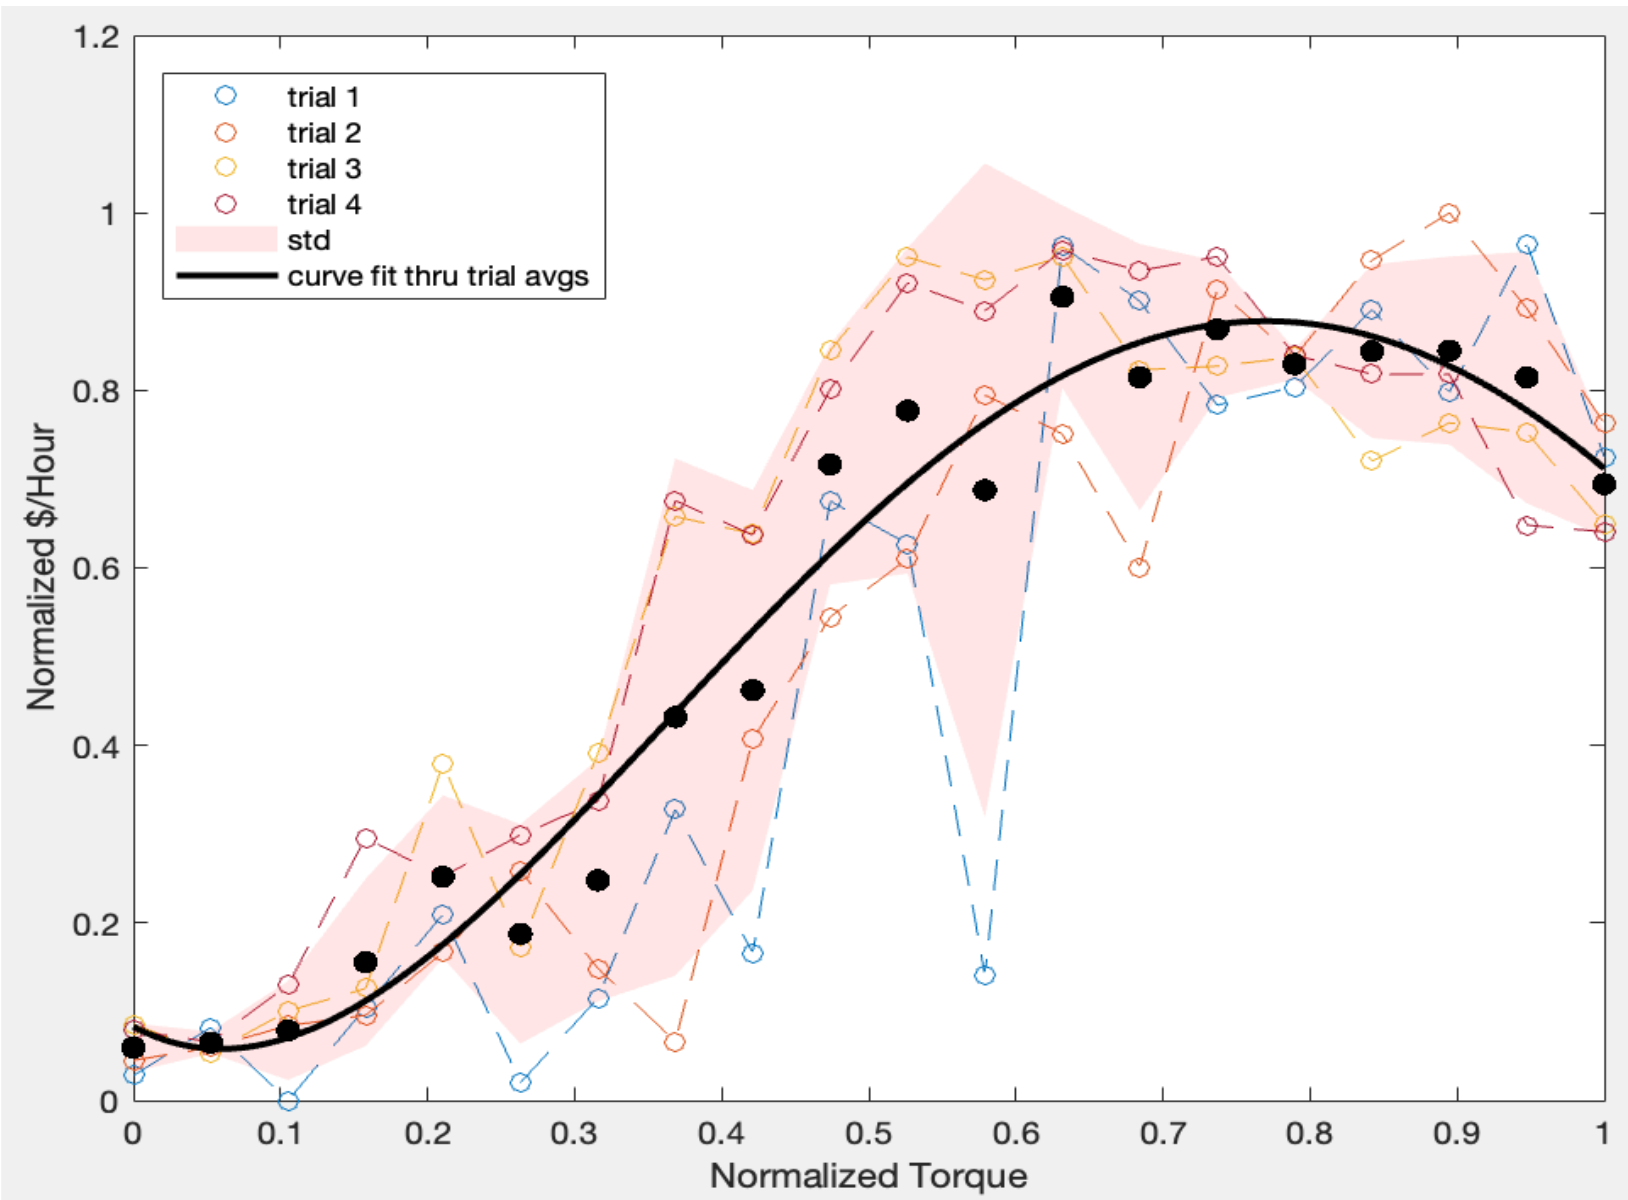 1.2
1
0.8
0.6
0.4
0.2
0
Normalized $/Hour
trial 1
trial 2
trial 3
trial 4
std
curve fit thru trial avgs
0 0.1 0.2 0.3 0.4 0.5 0.6 0.7 0.8 0.9 1
Normalized Torque